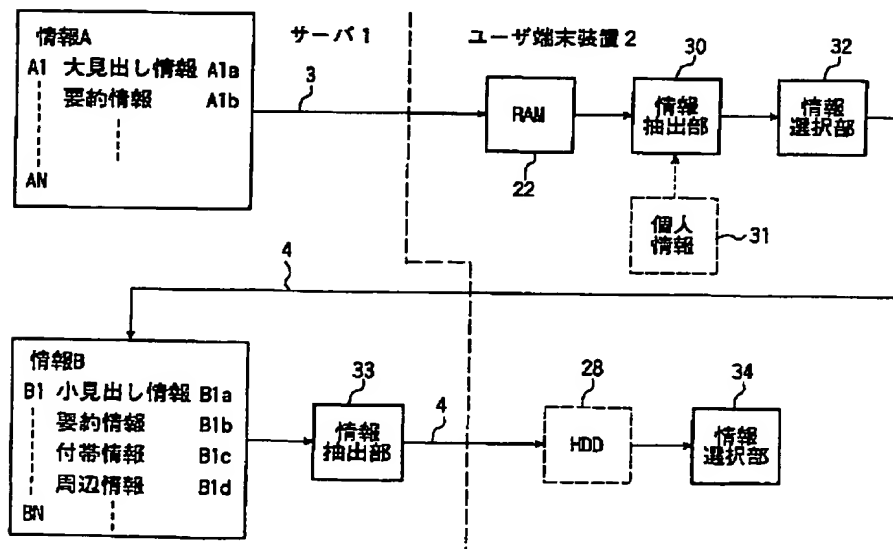 情報A
A1 大見出し情報 A1a
要約情報 A1b
AN
サーバ1
ユーザ端末装置2
3
RAM
22
30
情報
抽出部
32
情報
選択部
個人
情報
31
4
情報B
B1 小見出し情報 B1a
要約情報 B1b
付帯情報 B1c
周辺情報 B1d
BN
33
情報
抽出部
4
28
HDD
34
情報
選択部